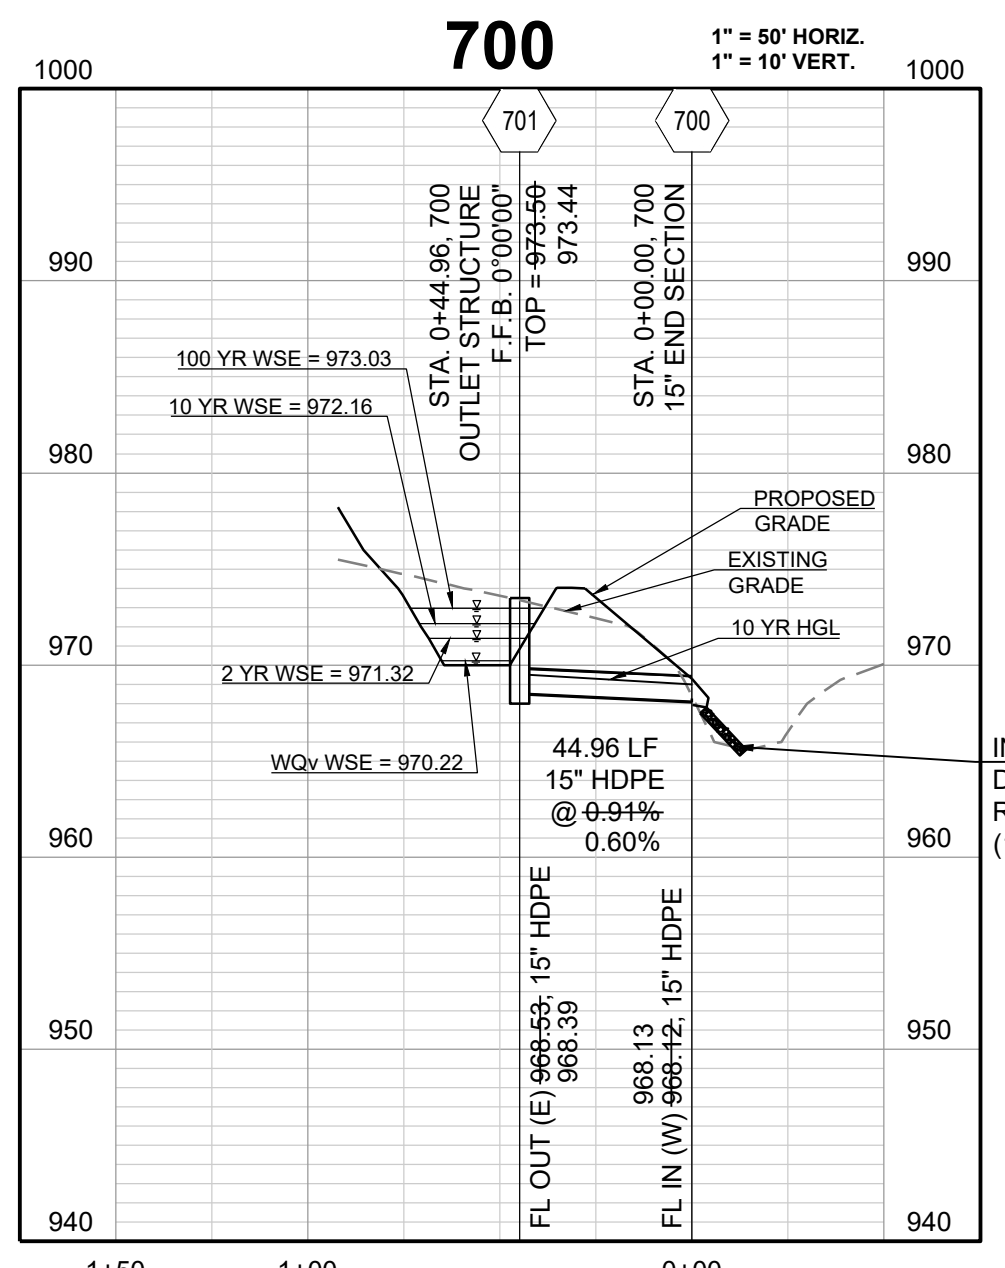 700
1" = 50' HORIZ.
1" = 10' VERT.
1000
1000
701
700
STA. 0+44.96, 700
OUTLET STRUCTURE
F.F.B. 0°00'00"
TOP = 973.50
973.44
STA. 0+00.00, 700
15" END SECTION
990
990
100 YR WSE = 973.03
10 YR WSE = 972.16
980
980
PROPOSED
GRADE
EXISTING
GRADE
10 YR HGL
970
970
2 YR WSE = 971.32
WQv WSE = 970.22
44.96 LF
15" HDPE
@ 0.91%
0.60%
960
960
FL OUT (E) 968.53, 15" HDPE
968.39
968.13
FL IN (W) 968.12, 15" HDPE
950
950
940
940
1+50
1+00
0+00